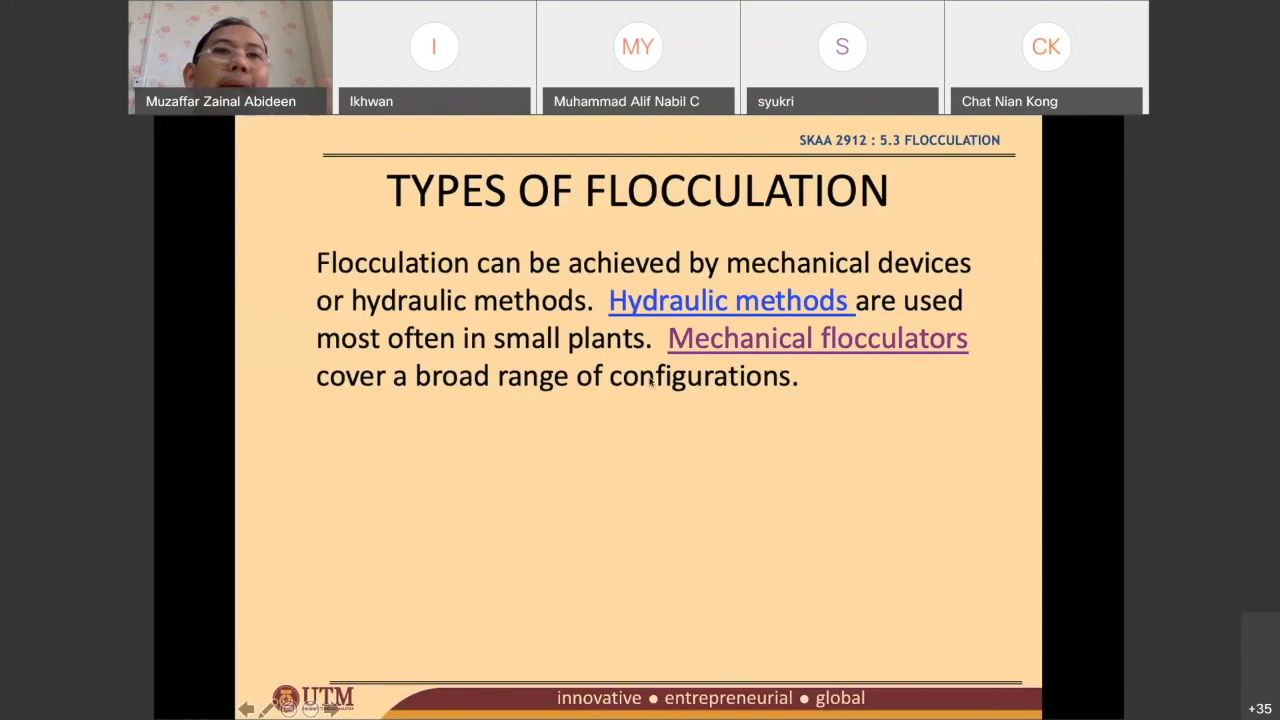 I
MY
S
CK
Muzaffar Zainal Abideen
Ikhwan
Muhammad Alif Nabil C
syukri
Chat Nian Kong
SKAA 2912 : 5.3 FLOCCULATION
TYPES OF FLOCCULATION
Flocculation can be achieved by mechanical devices
or hydraulic methods. Hydraulic methods are used
most often in small plants. Mechanical flocculators
cover a broad range of configurations.
UTM
innovative ● entrepreneurial ● global
+35